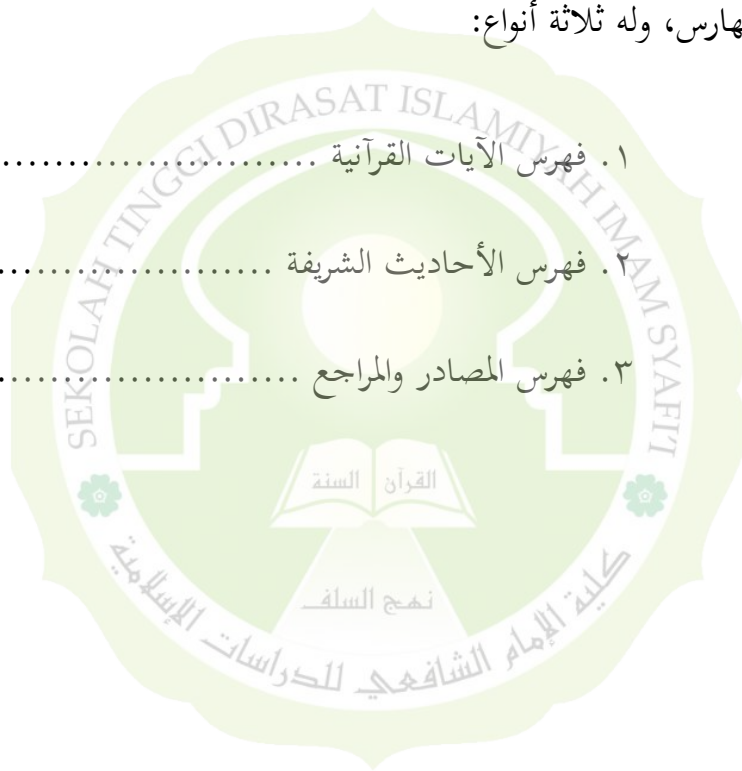 هارس، وله ثلاثة أنواع:
١. فهرس الآيات القرآنية ........................
٢. فهرس الأحاديث الشريفة ......................
٣. فهرس المصادر والمراجع ........................
SEKOLAH TINGGI DIRASAT ISLAMIYAH IMAM SYAFI'I
القرآن السنة
نهج السلف
كلية الإمام الشافعي للدراسات الإسلامية